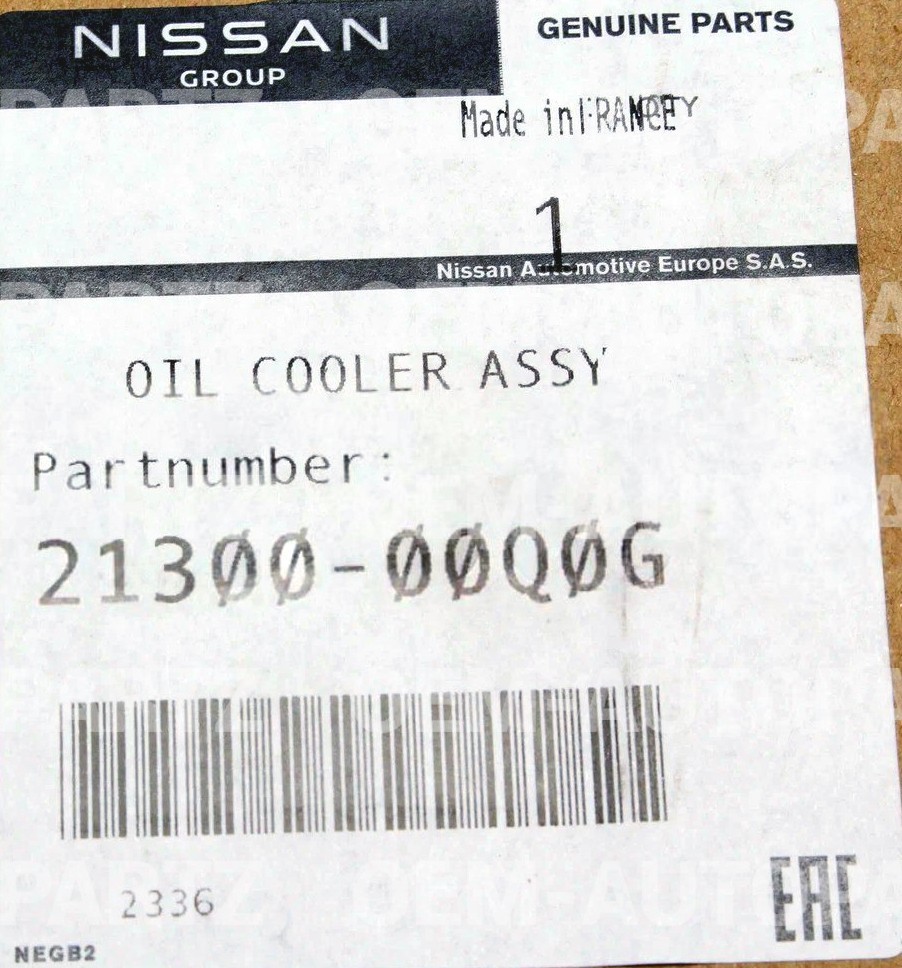 NISSAN
GROUP
GENUINE PARTS
Made in FRANCE
1
Nissan Automotive Europe S.A.S.
OIL COOLER ASSY
Partnumber:
21300-00Q0G
2336
EAC
NEGB2